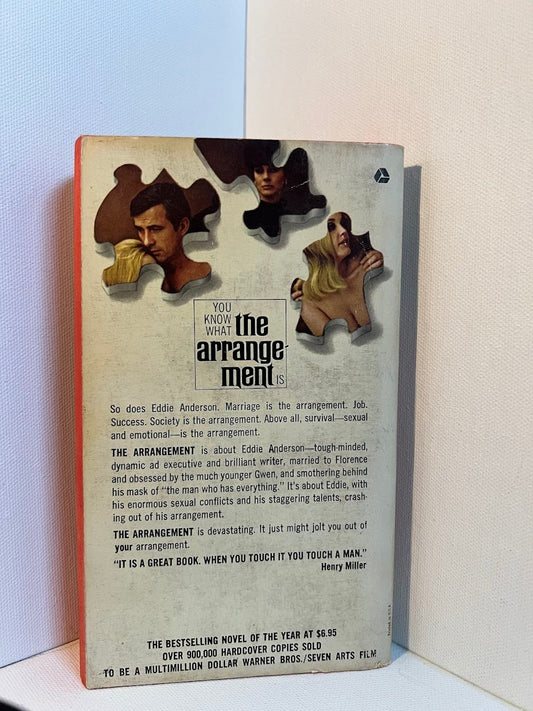 YOU
KNOW
WHAT the
arrange-
ment IS
So does Eddie Anderson. Marriage is the arrangement. Job.
Success. Society is the arrangement. Above all, survival—sexual
and emotional—is the arrangement.
THE ARRANGEMENT is about Eddie Anderson—tough-minded,
dynamic ad executive and brilliant writer, married to Florence
and obsessed by the much younger Gwen, and smothering behind
his mask of "the man who has everything." It's about Eddie, with
his enormous sexual conflicts and his staggering talents, crash-
ing out of his arrangement.
THE ARRANGEMENT is devastating. It just might jolt you out of
your arrangement.
"IT IS A GREAT BOOK. WHEN YOU TOUCH IT YOU TOUCH A MAN."
Henry Miller
THE BESTSELLING NOVEL OF THE YEAR AT $6.95
OVER 900,000 HARDCOVER COPIES SOLD
TO BE A MULTIMILLION DOLLAR WARNER BROS./SEVEN ARTS FILM